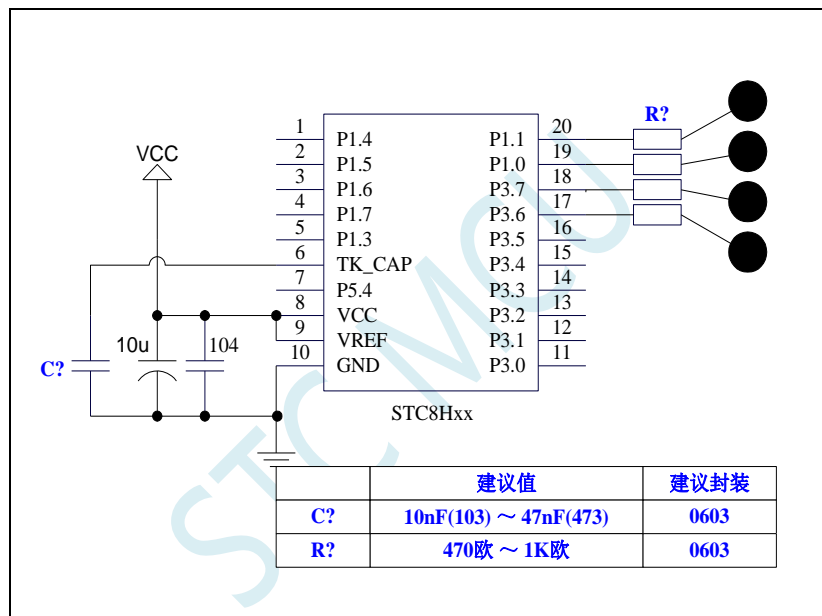 R?
VCC
1 P1.4 P1.1 20
2 P1.5 P1.0 19
3 P1.6 P3.7 18
4 P1.7 P3.6 17
5 P1.3 P3.5 16
6 TK_CAP P3.4 15
7 P5.4 P3.3 14
8 VCC P3.2 13
9 VREF P3.1 12
10 GND P3.0 11
C? 10u 104
STC8Hxx
STC MCU
建议值 建议封装
C? 10nF(103) ～ 47nF(473) 0603
R? 470欧 ～ 1K欧 0603